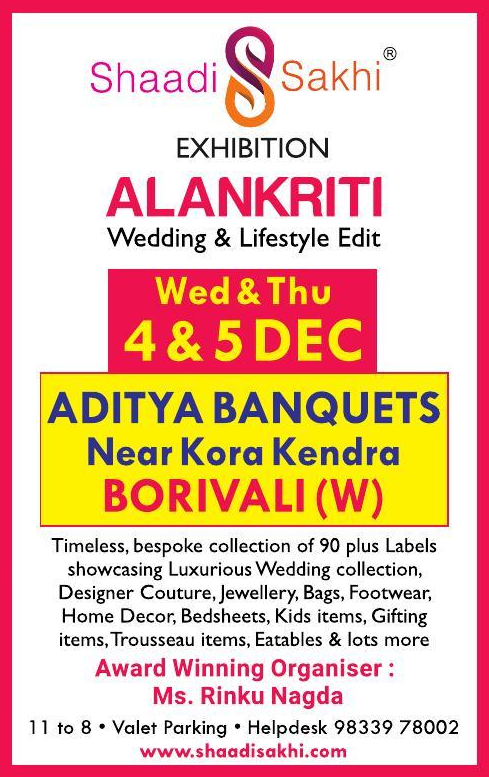 Shaadi Sakhi®
EXHIBITION
ALANKRITI
Wedding & Lifestyle Edit
Wed & Thu
4 & 5 DEC
ADITYA BANQUETS
Near Kora Kendra
BORIVALI (W)
Timeless, bespoke collection of 90 plus Labels
showcasing Luxurious Wedding collection,
Designer Couture, Jewellery, Bags, Footwear,
Home Decor, Bedsheets, Kids items, Gifting
items, Trousseau items, Eatables & lots more
Award Winning Organiser :
Ms. Rinku Nagda
11 to 8 • Valet Parking • Helpdesk 98339 78002
www.shaadisakhi.com